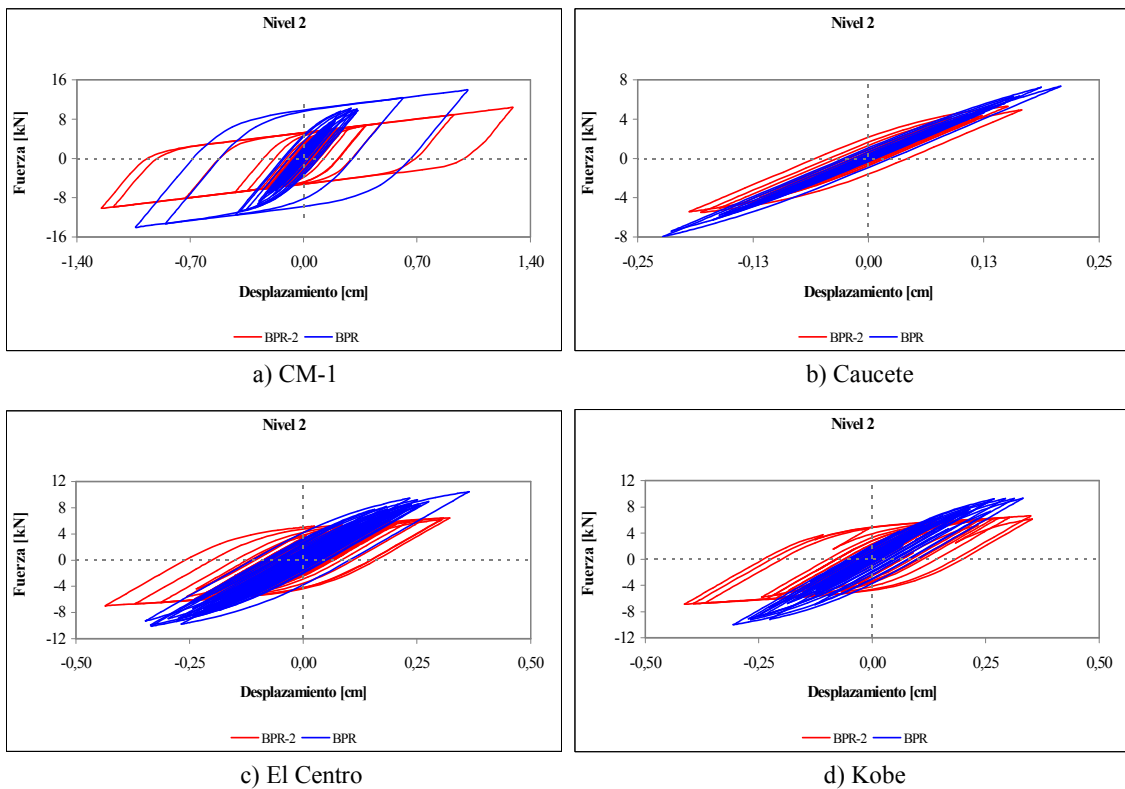 Nivel 2
16
8
0
-8
-16
Fuerza [kN]
-1,40 -0,70 0,00 0,70 1,40
Desplazamiento [cm]
BPR-2 BPR
a) CM-1
Nivel 2
8
4
0
-4
-8
Fuerza [kN]
-0,25 -0,13 0,00 0,13 0,25
Desplazamiento [cm]
BPR-2 BPR
b) Caucete
Nivel 2
12
8
4
0
-4
-8
-12
Fuerza [kN]
-0,50 -0,25 0,00 0,25 0,50
Desplazamiento [cm]
BPR-2 BPR
c) El Centro
Nivel 2
12
8
4
0
-4
-8
-12
Fuerza [kN]
-0,50 -0,25 0,00 0,25 0,50
Desplazamiento [cm]
BPR-2 BPR
d) Kobe